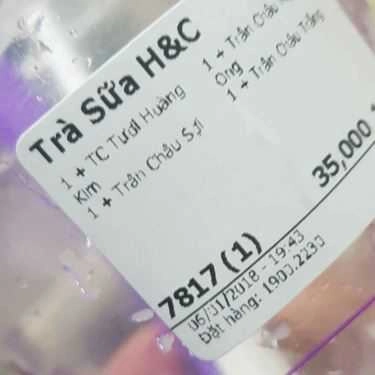 Trà Sữa H&C
1 + TC Tươi Hoàng
Kim
1 + Trân Châu Sợi
1 + Trân Châu
Ong
1 + Trân Châu Trắng
35,000
7817 (1)
06/01/2018 - 19:43
Đặt hàng: 1900.2230